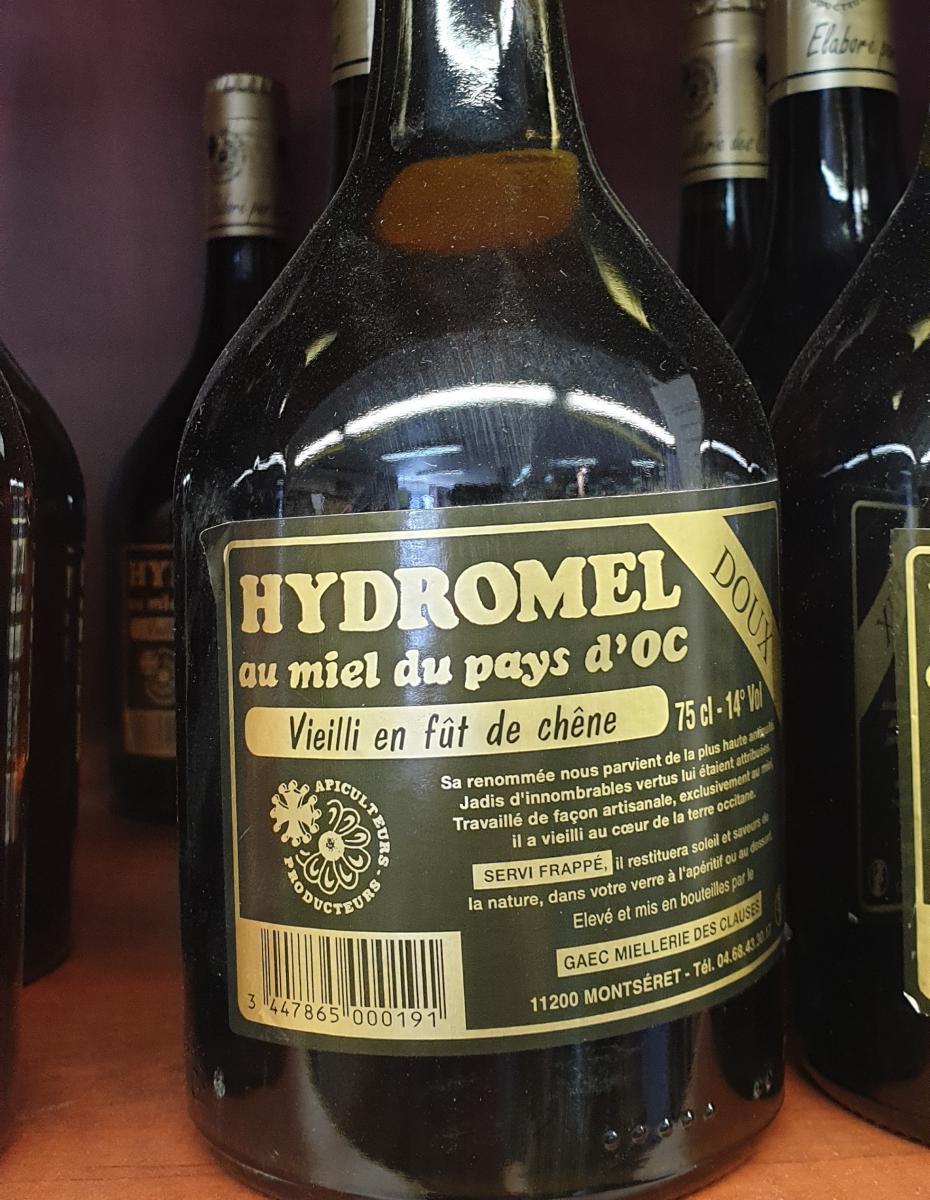 Elabore
HYDROMEL
DOUX
au miel du pays d'OC
Vieilli en fût de chêne
75 cl - 14° Vol
Sa renommée nous parvient de la plus haute antiquité.
Jadis d'innombrables vertus lui étaient attribuées.
Travaillé de façon artisanale, exclusivement au miel,
il a vieilli au cœur de la terre occitane.
SERVI FRAPPÉ, il restituera soleil et saveurs de
la nature, dans votre verre à l'apéritif ou au dessert.
Elevé et mis en bouteilles par le
GAEC MIELLERIE DES CLAUSES
11200 MONTSÉRET - Tél. 04.68.43.30.17
APICULTEURS - PRODUCTEURS -
3 447865 000191